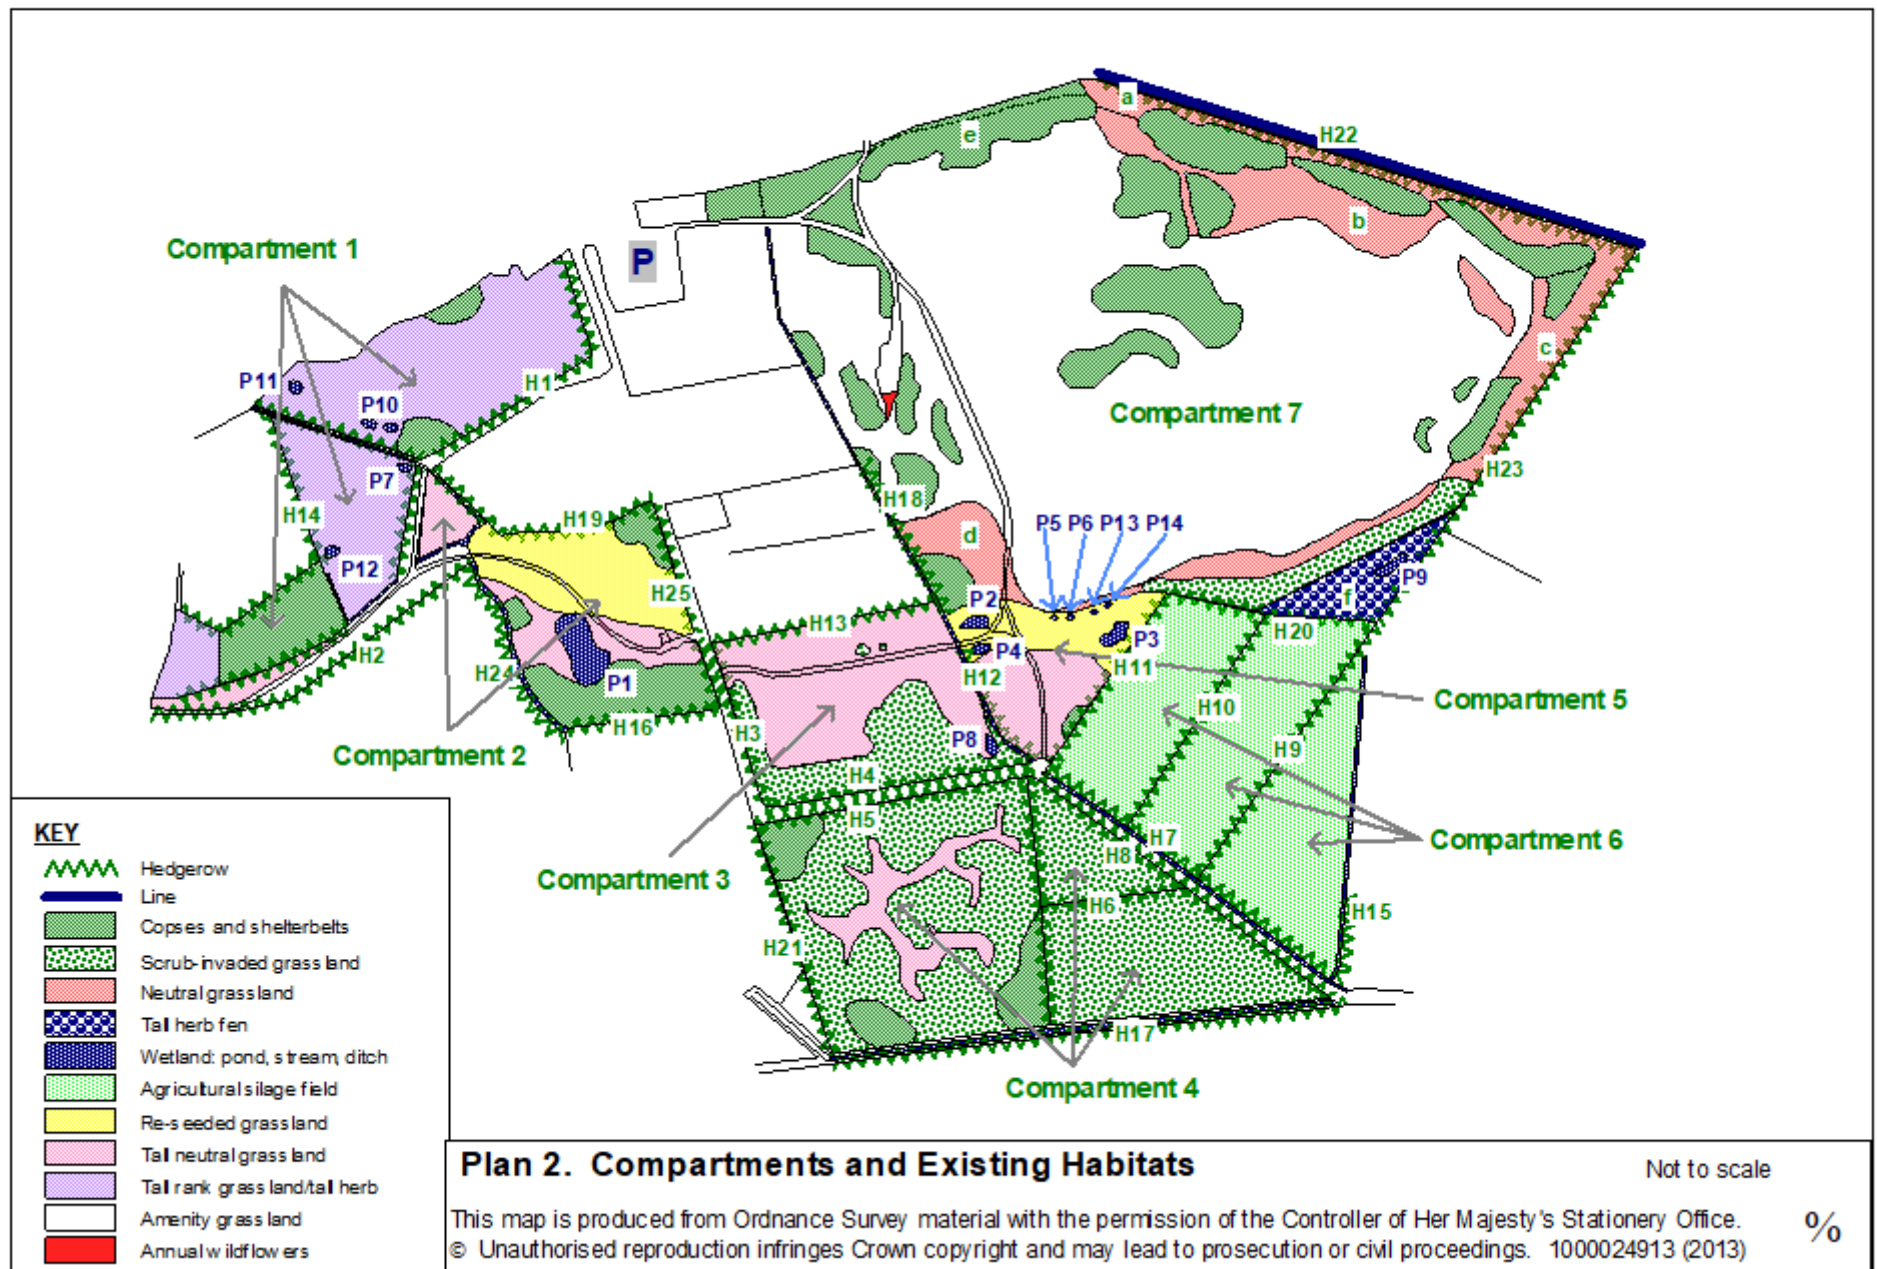 a
H22
e
Compartment 1
b
P
c
P11
H1
P10
Compartment 7
P7
H23
H14
H18
H19
d
P5 P6 P13 P14
P12
P9
H25
f
P2
H13
H20
H2
P3
P4
H24
P1
H12
H11
Compartment 5
H10
H16
H3
P8
H9
Compartment 2
H4
H5
H7
Compartment 6
H8
Compartment 3
H6
H15
H21
H17
Compartment 4
KEY
Hedgerow
Line
Copses and shelterbelts
Scrub-invaded grassland
Neutral grassland
Tall herb fen
Wetland: pond, stream, ditch
Agricultural silage field
Re-seeded grassland
Tall neutral grassland
Tall rank grassland/tall herb
Amenity grassland
Annual wildflowers
Plan 2. Compartments and Existing Habitats
Not to scale
This map is produced from Ordnance Survey material with the permission of the Controller of Her Majesty's Stationery Office.
© Unauthorised reproduction infringes Crown copyright and may lead to prosecution or civil proceedings. 1000024913 (2013)
%